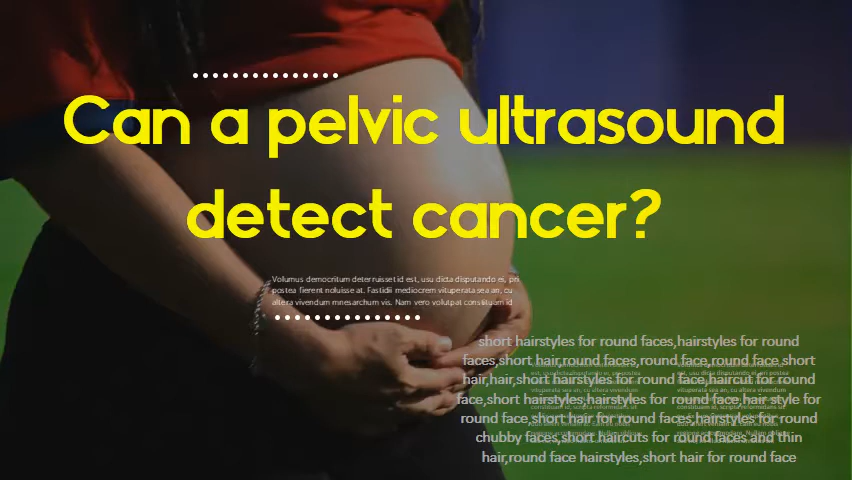 Can a pelvic ultrasound
detect cancer?
Volumus democritum deterruisset id est, usu dicta disputando ei, pri
postea fierent noluisse at. Fastidii mediocrem vituperata sea an, cu
altera vivendum mnesarchum vis. Nam vero volutpat constituam id
short hairstyles for round faces,hairstyles for round
faces,short hair,round faces,round face,round face,short
hair,hair,short hairstyles for round face,haircut for round
face,short hairstyles,hairstyles for round face,hair style for
round face,short hair for round faces,hairstyles for
chubby faces,short haircuts for round faces and thin
hair,round face hairstyles,short hair for round face